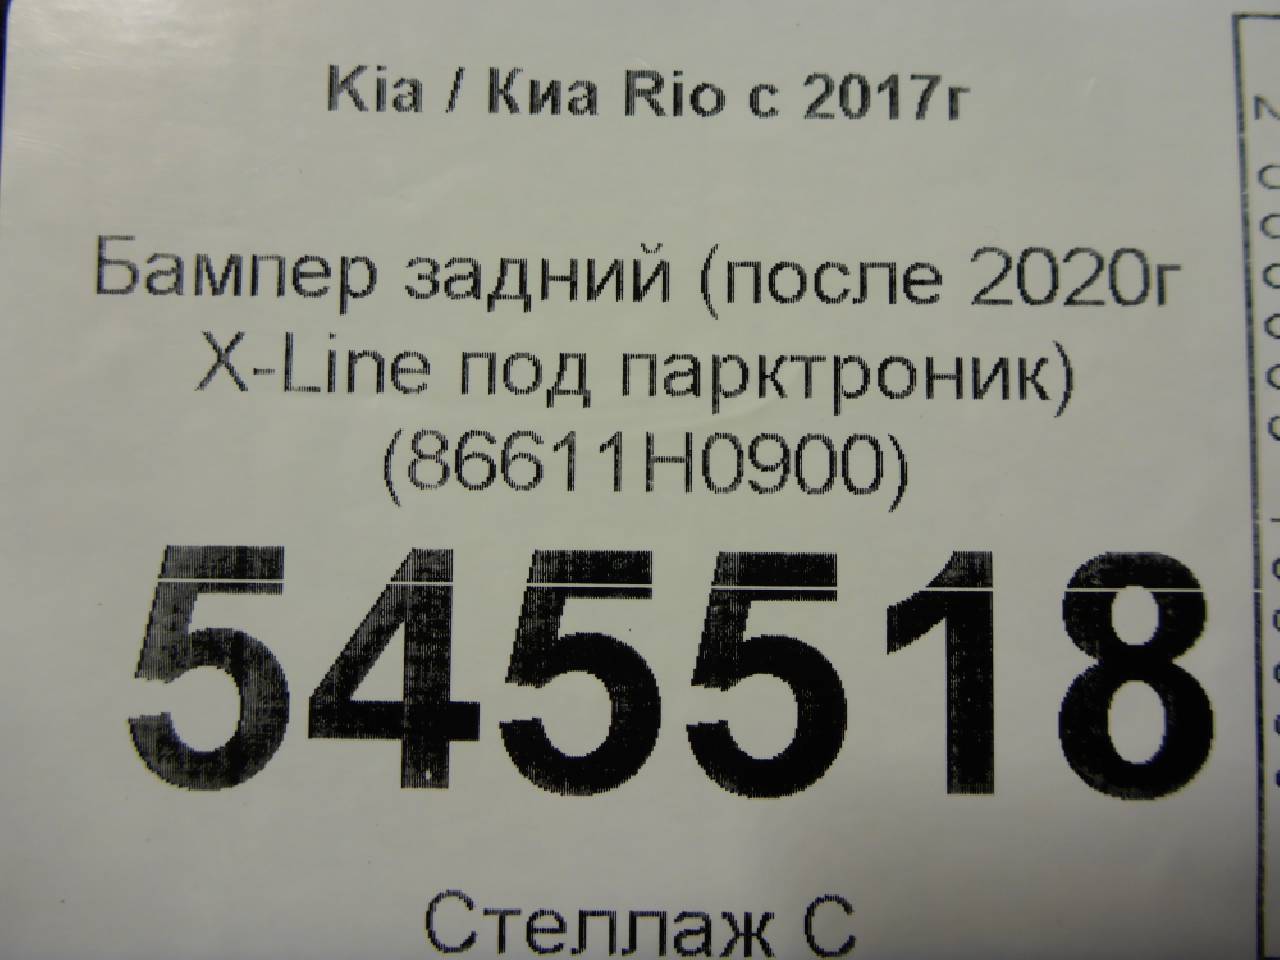 Kia / Киа Rio с 2017г
Бампер задний (после 2020г
X-Line под парктроник)
(86611H0900)
545518
Стеллаж С